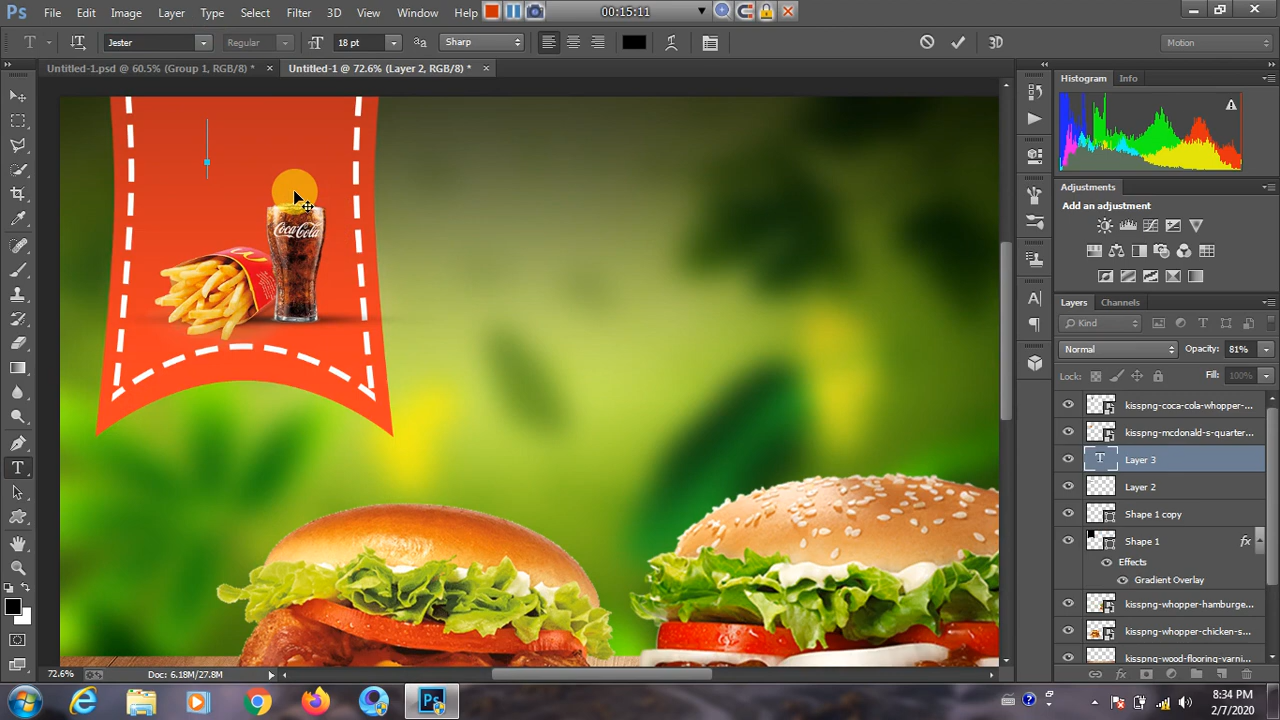 Ps File Edit Image Layer Type Select Filter 3D View Window Help 00:15:11
T Jester Regular 18 pt aa Sharp 3D Motion
Untitled-1.psd @ 60.5% (Group 1, RGB/8) * × Untitled-1 @ 72.6% (Layer 2, RGB/8) * ×
Histogram Info
Adjustments
Add an adjustment
Coca-Cola
Layers Channels
Kind
Normal Opacity: 81%
Lock: Fill: 100%
kisspng-coca-cola-whopper-...
kisspng-mcdonald-s-quarter...
T Layer 3
Layer 2
Shape 1 copy
Shape 1 fx
Effects
Gradient Overlay
kisspng-whopper-hamburge...
kisspng-whopper-chicken-s...
kisspng-wood-flooring-varni...
72.6% Doc: 6.18M/27.8M
Ps 8:34 PM
2/7/2020